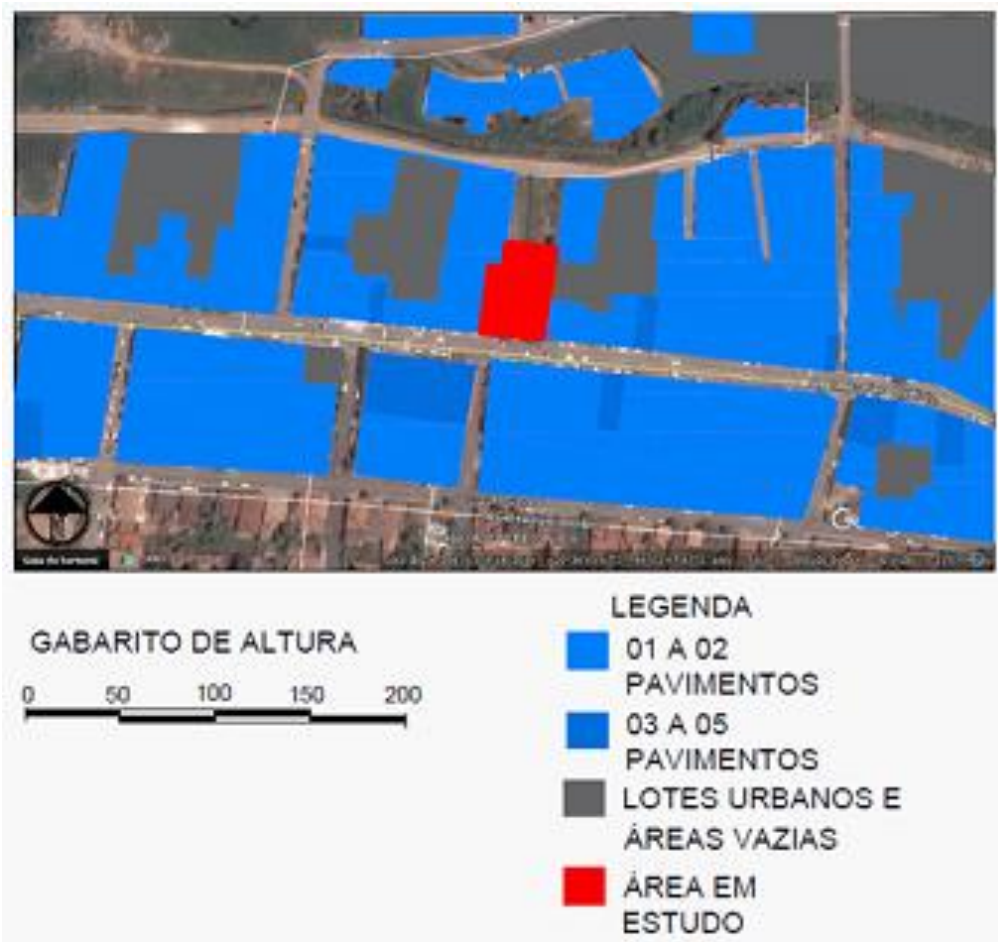 GABARITO DE ALTURA
0 50 100 150 200
LEGENDA
01 A 02
PAVIMENTOS
03 A 05
PAVIMENTOS
LOTES URBANOS E
ÁREAS VAZIAS
ÁREA EM
ESTUDO